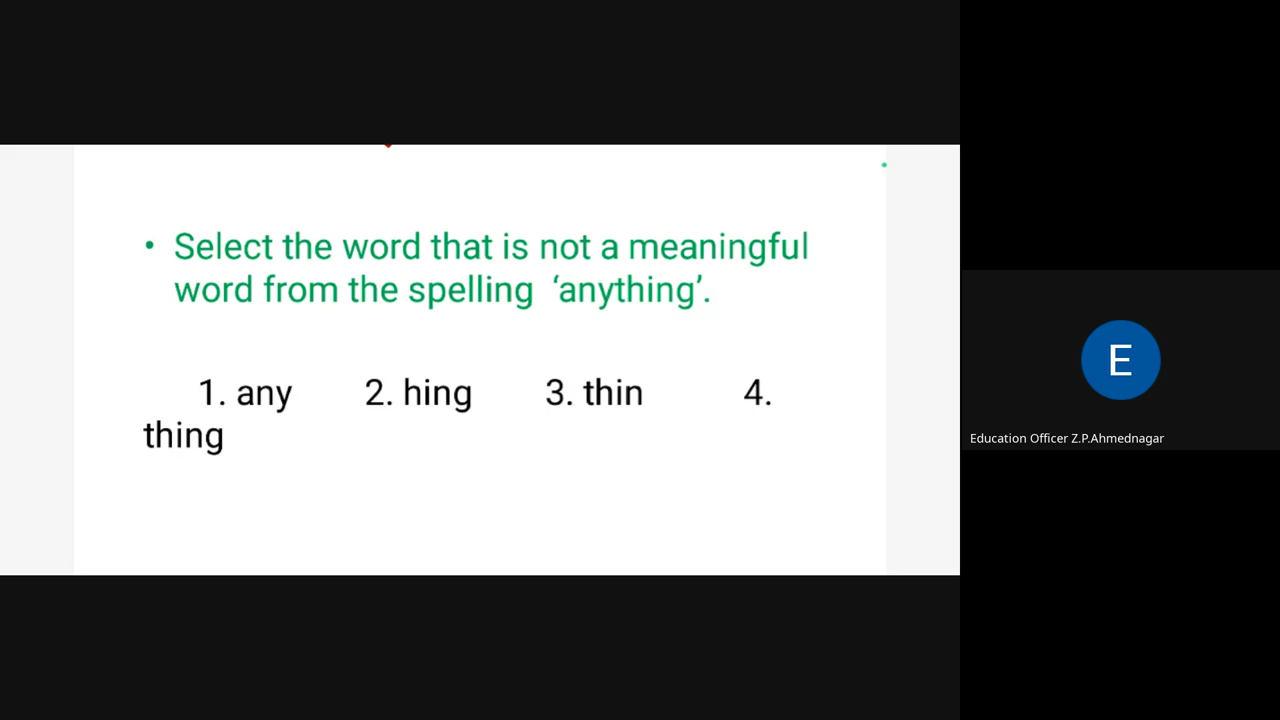 • Select the word that is not a meaningful
word from the spelling ‘anything’.
1. any 2. hing 3. thin 4.
thing
E
Education Officer Z.P.Ahmednagar